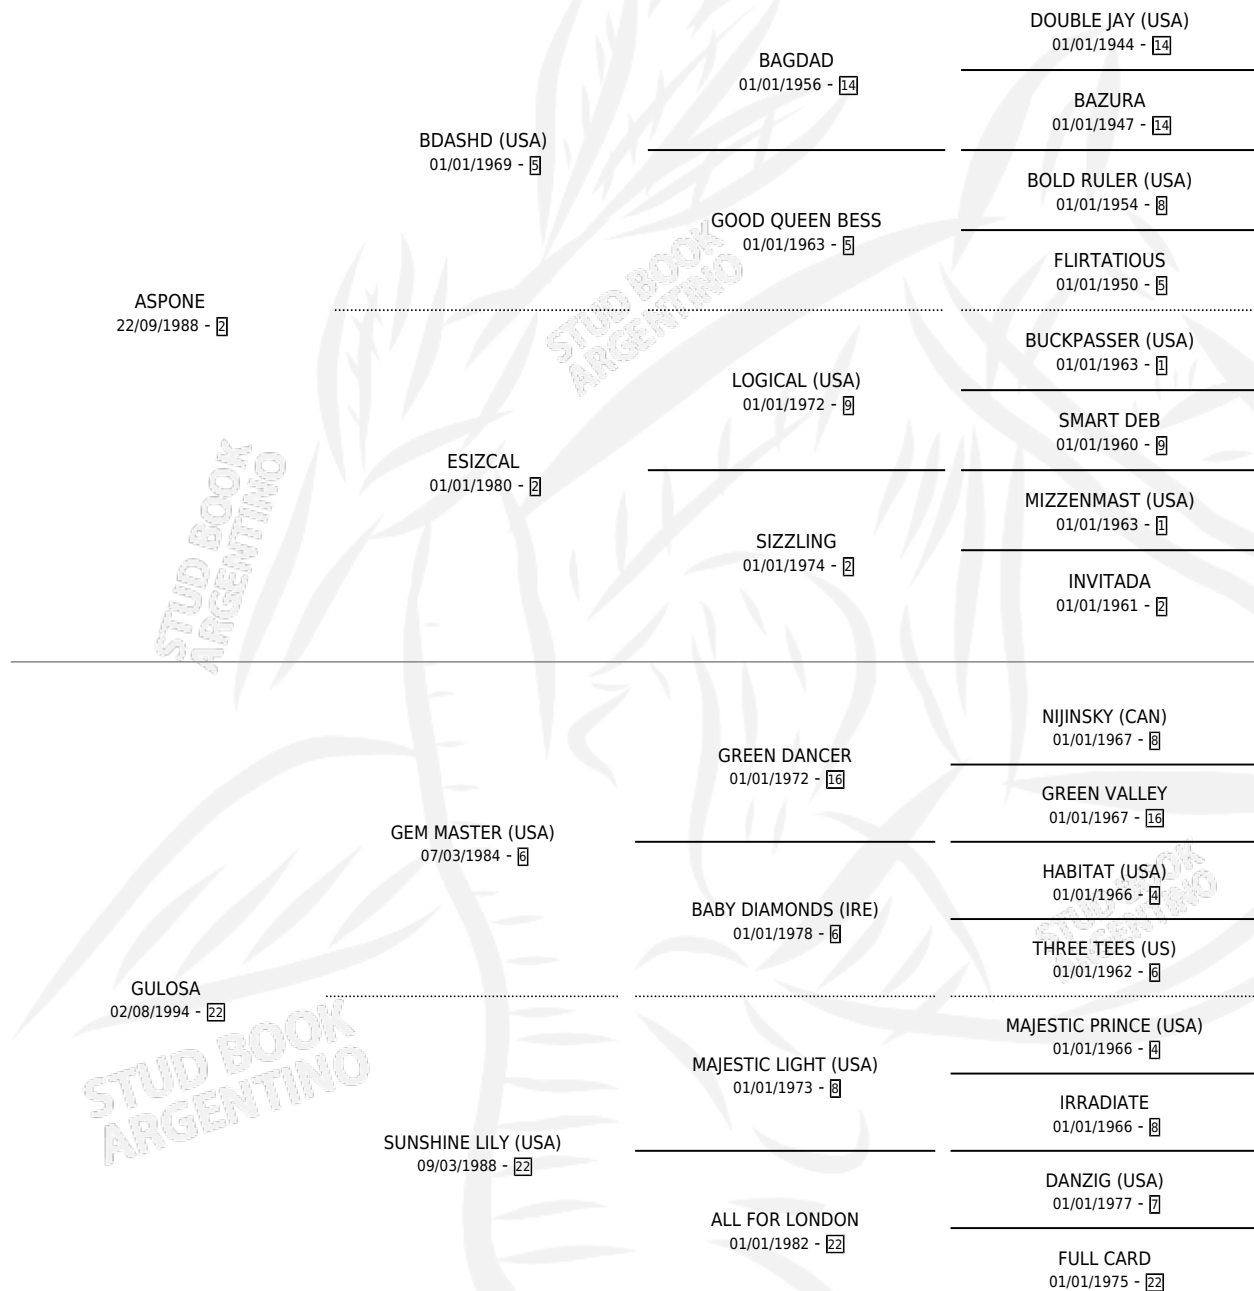 DOUBLE JAY (USA)
01/01/1944 - 14
BAGDAD
01/01/1956 - 14
BAZURA
01/01/1947 - 14
BDASHD (USA)
01/01/1969 - 5
BOLD RULER (USA)
01/01/1954 - 8
GOOD QUEEN BESS
01/01/1963 - 5
FLIRTATIOUS
01/01/1950 - 5
ASPONE
22/09/1988 - 2
STUD BOOK
ARGENTINO
BUCKPASSER (USA)
01/01/1963 - 1
LOGICAL (USA)
01/01/1972 - 9
SMART DEB
01/01/1960 - 9
ESIZCAL
01/01/1980 - 2
MIZZENMAST (USA)
01/01/1963 - 1
SIZZLING
01/01/1974 - 2
INVITADA
01/01/1961 - 2
STUD BOOK
ARGENTINO
NIJINSKY (CAN)
01/01/1967 - 8
GREEN DANCER
01/01/1972 - 16
GREEN VALLEY
01/01/1967 - 16
GEM MASTER (USA)
07/03/1984 - 6
HABITAT (USA)
01/01/1966 - 4
STUD BOOK
ARGENTINO
BABY DIAMONDS (IRE)
01/01/1978 - 6
THREE TEES (US)
01/01/1962 - 6
GULOSA
02/08/1994 - 22
STUD BOOK
ARGENTINO
MAJESTIC PRINCE (USA)
01/01/1966 - 4
MAJESTIC LIGHT (USA)
01/01/1973 - 8
IRRADIATE
01/01/1966 - 8
SUNSHINE LILY (USA)
09/03/1988 - 22
DANZIG (USA)
01/01/1977 - 7
ALL FOR LONDON
01/01/1982 - 22
FULL CARD
01/01/1975 - 22